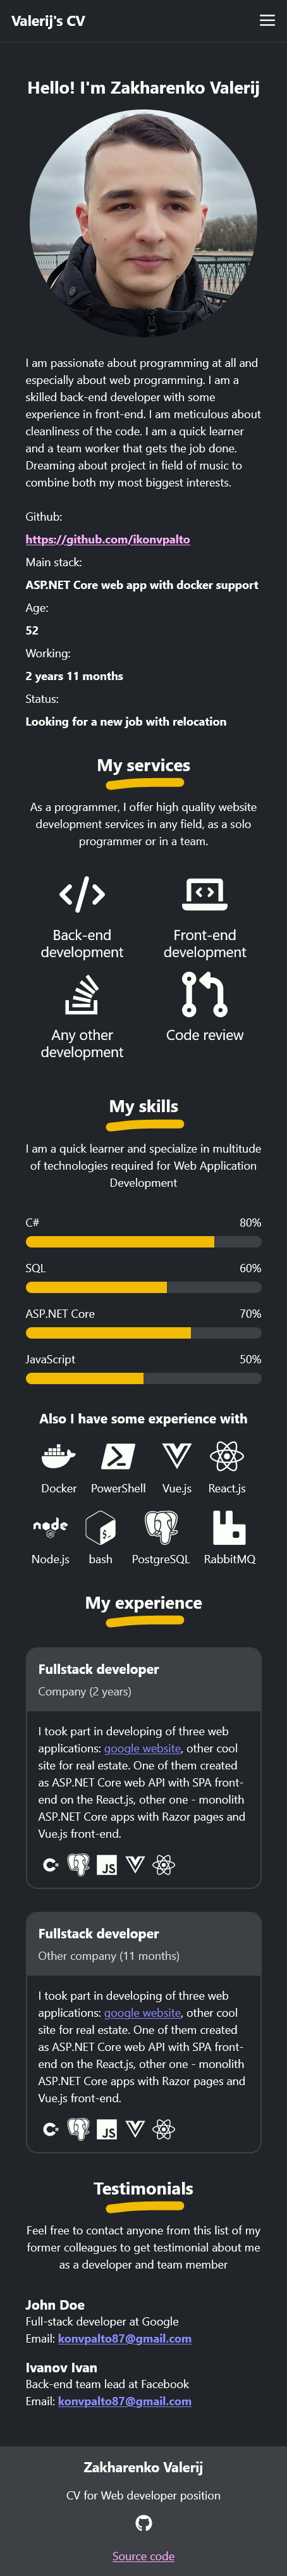 Valerij's CV
Hello! I'm Zakharenko Valerij
I am passionate about programming at all and
especially about web programming. I am a
skilled back-end developer with some
experience in front-end. I am meticulous about
cleanliness of the code. I am a quick learner
and a team worker that gets the job done.
Dreaming about project in field of music to
combine both my most biggest interests.
Github:
https://github.com/ikonvpalto
Main stack:
ASP.NET Core web app with docker support
Age:
52
Working:
2 years 11 months
Status:
Looking for a new job with relocation
My services
As a programmer, I offer high quality website
development services in any field, as a solo
programmer or in a team.
Back-end
development
Front-end
development
Any other
development
Code review
My skills
I am a quick learner and specialize in multitude
of technologies required for Web Application
Development
C# 80%
SQL 60%
ASP.NET Core 70%
JavaScript 50%
Also I have some experience with
Docker PowerShell Vue.js React.js
node
JS
Node.js bash PostgreSQL RabbitMQ
My experience
Fullstack developer
Company (2 years)
I took part in developing of three web
applications: google website, other cool
site for real estate. One of them created
as ASP.NET Core web API with SPA front-
end on the React.js, other one - monolith
ASP.NET Core apps with Razor pages and
Vue.js front-end.
JS
Fullstack developer
Other company (11 months)
I took part in developing of three web
applications: google website, other cool
site for real estate. One of them created
as ASP.NET Core web API with SPA front-
end on the React.js, other one - monolith
ASP.NET Core apps with Razor pages and
Vue.js front-end.
JS
Testimonials
Feel free to contact anyone from this list of my
former colleagues to get testimonial about me
as a developer and team member
John Doe
Full-stack developer at Google
Email: konvpalto87@gmail.com
Ivanov Ivan
Back-end team lead at Facebook
Email: konvpalto87@gmail.com
Zakharenko Valerij
CV for Web developer position
Source code